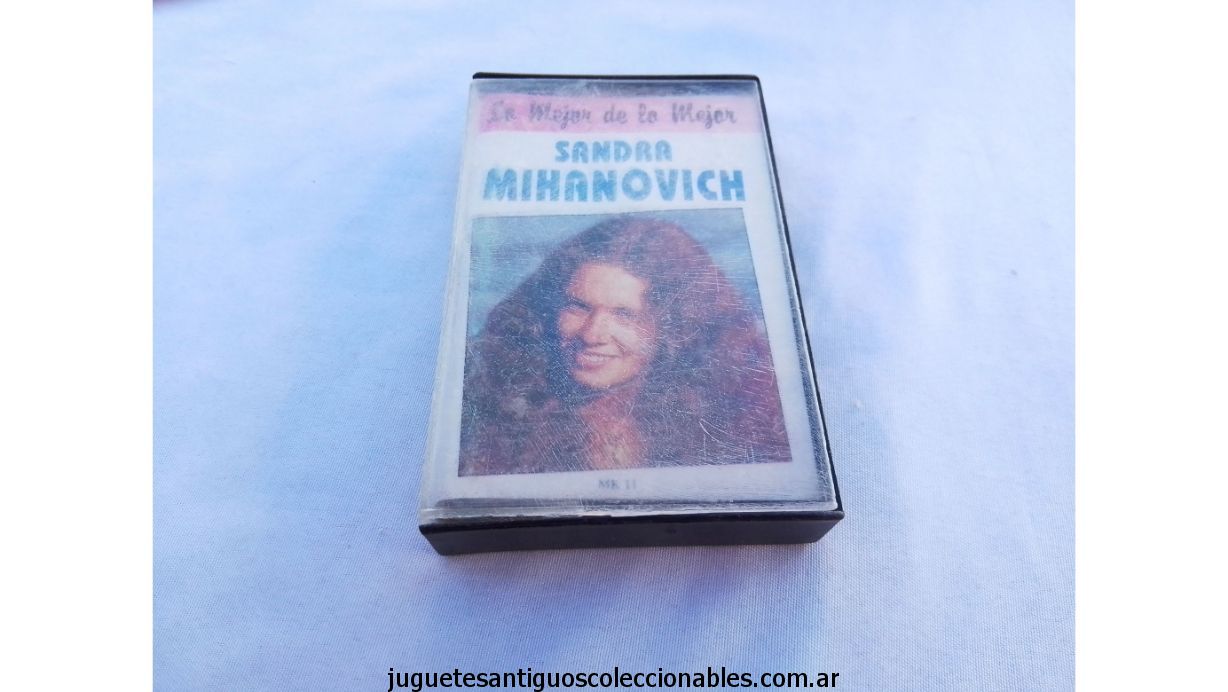 Lo Mejor de lo Mejor
SANDRA
MIHANOVICH
MK 11
juguetesantiguoscoleccionables.com.ar